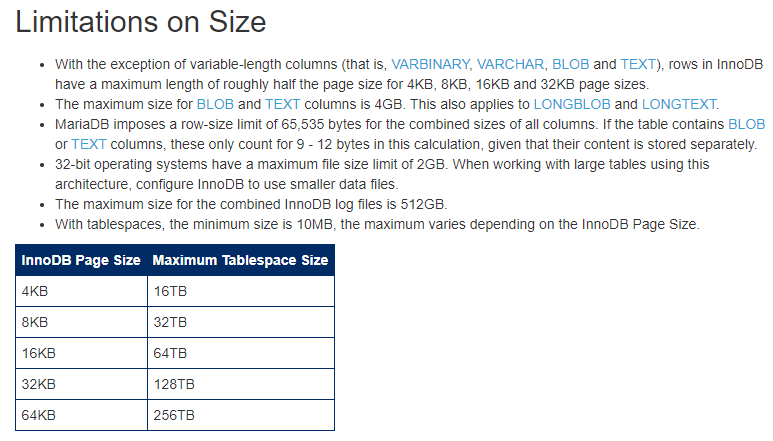 Limitations on Size
• With the exception of variable-length columns (that is, VARBINARY, VARCHAR, BLOB and TEXT), rows in InnoDB
have a maximum length of roughly half the page size for 4KB, 8KB, 16KB and 32KB page sizes.
• The maximum size for BLOB and TEXT columns is 4GB. This also applies to LONGBLOB and LONGTEXT.
• MariaDB imposes a row-size limit of 65,535 bytes for the combined sizes of all columns. If the table contains BLOB
or TEXT columns, these only count for 9 - 12 bytes in this calculation, given that their content is stored separately.
• 32-bit operating systems have a maximum file size limit of 2GB. When working with large tables using this
architecture, configure InnoDB to use smaller data files.
• The maximum size for the combined InnoDB log files is 512GB.
• With tablespaces, the minimum size is 10MB, the maximum varies depending on the InnoDB Page Size.
InnoDB Page Size Maximum Tablespace Size
4KB 16TB
8KB 32TB
16KB 64TB
32KB 128TB
64KB 256TB